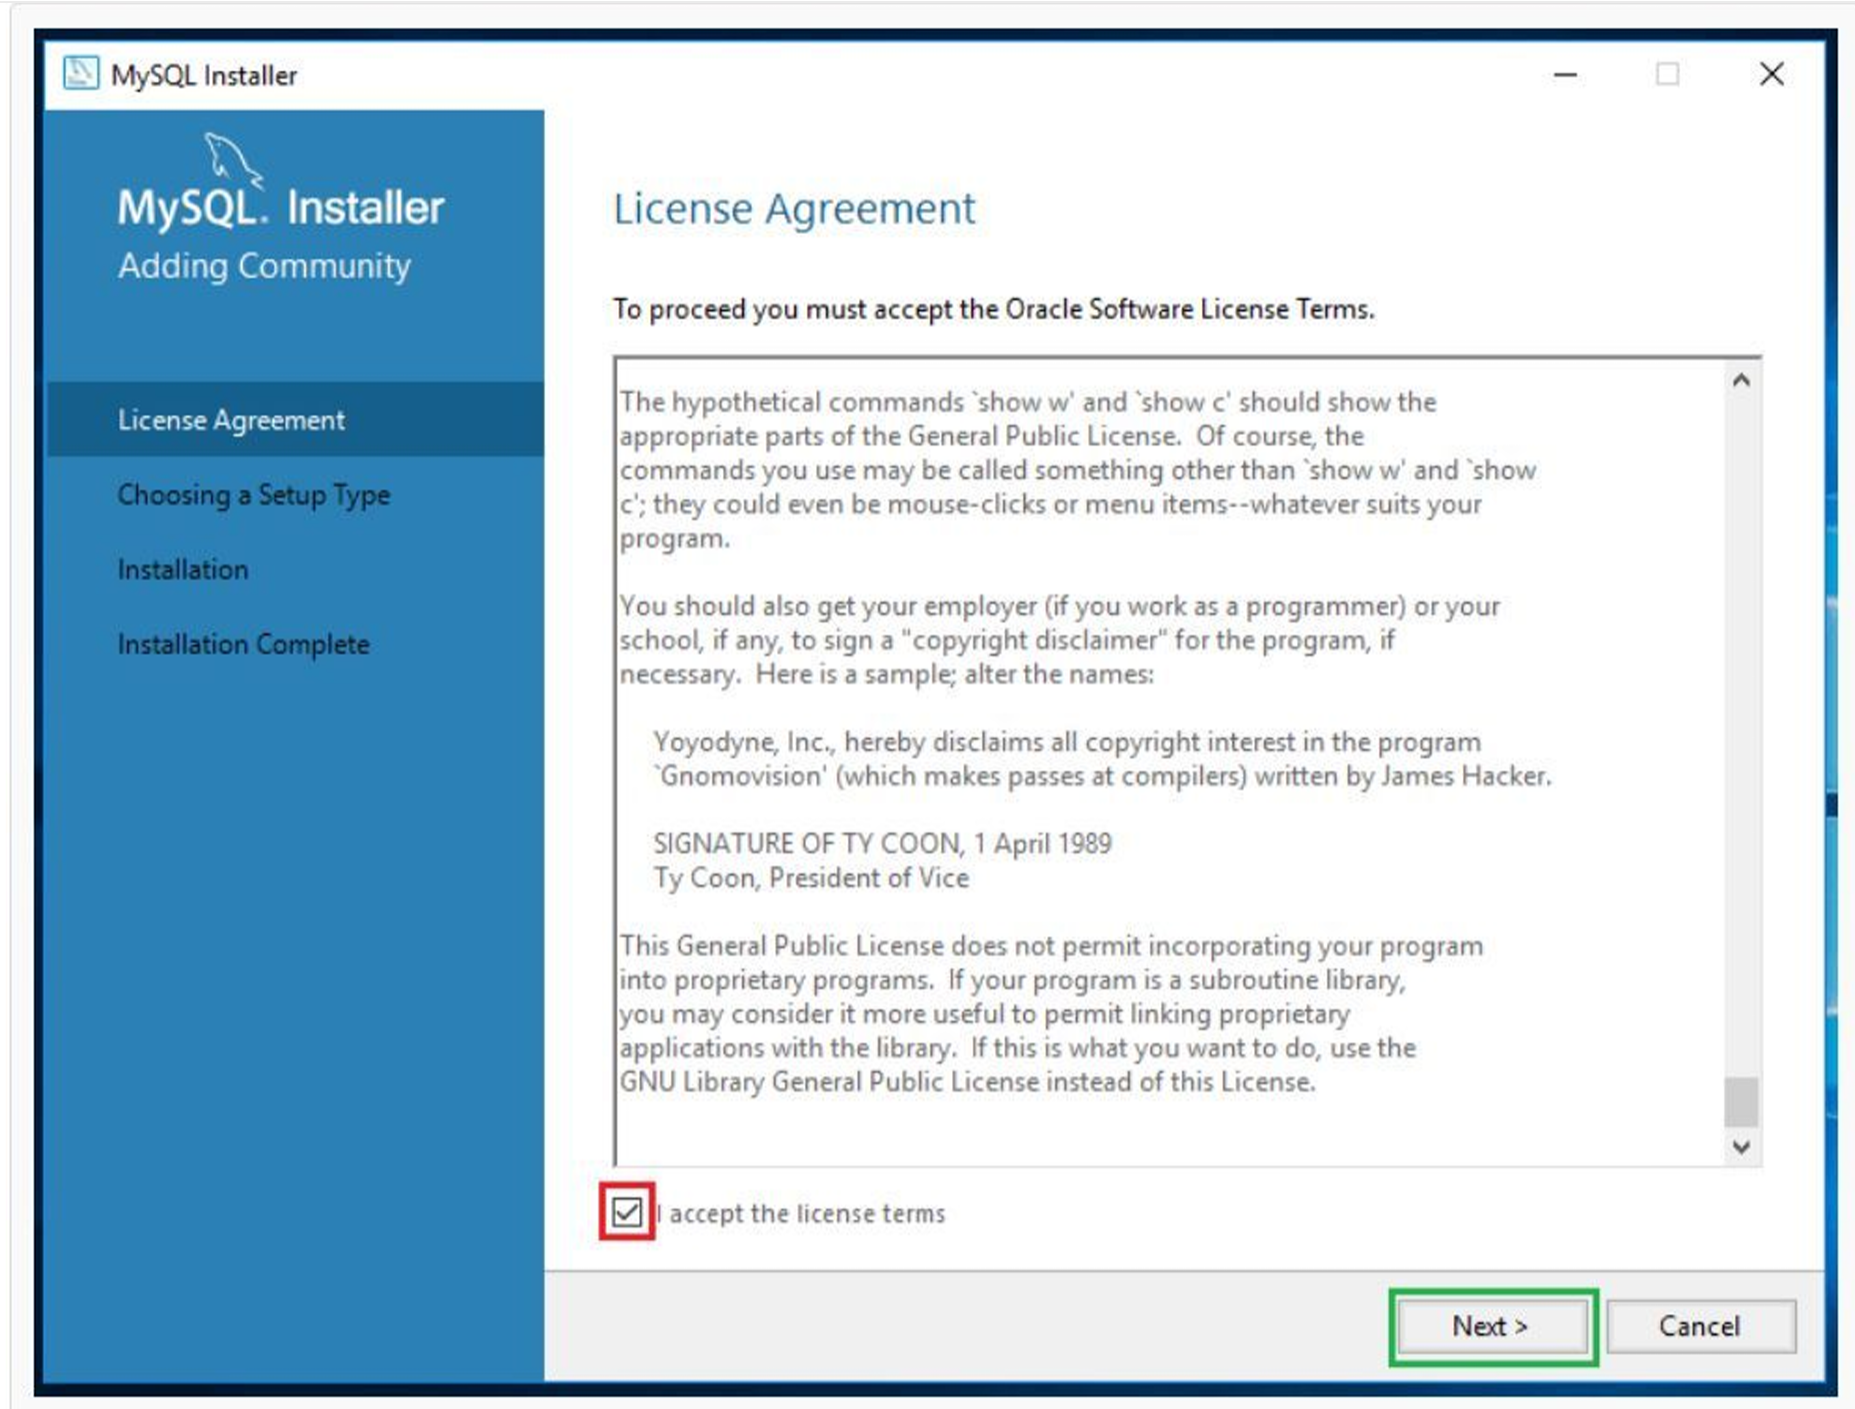 MySQL Installer
MySQL. Installer
Adding Community
License Agreement
Choosing a Setup Type
Installation
Installation Complete
License Agreement
To proceed you must accept the Oracle Software License Terms.
The hypothetical commands `show w' and `show c' should show the
appropriate parts of the General Public License.  Of course, the
commands you use may be called something other than `show w' and `show
c'; they could even be mouse-clicks or menu items--whatever suits your
program.
You should also get your employer (if you work as a programmer) or your
school, if any, to sign a "copyright disclaimer" for the program, if
necessary.  Here is a sample; alter the names:
Yoyodyne, Inc., hereby disclaims all copyright interest in the program
`Gnomovision' (which makes passes at compilers) written by James Hacker.
SIGNATURE OF TY COON, 1 April 1989
Ty Coon, President of Vice
This General Public License does not permit incorporating your program
into proprietary programs.  If your program is a subroutine library,
you may consider it more useful to permit linking proprietary
applications with the library.  If this is what you want to do, use the
GNU Library General Public License instead of this License.
I accept the license terms
Next >
Cancel